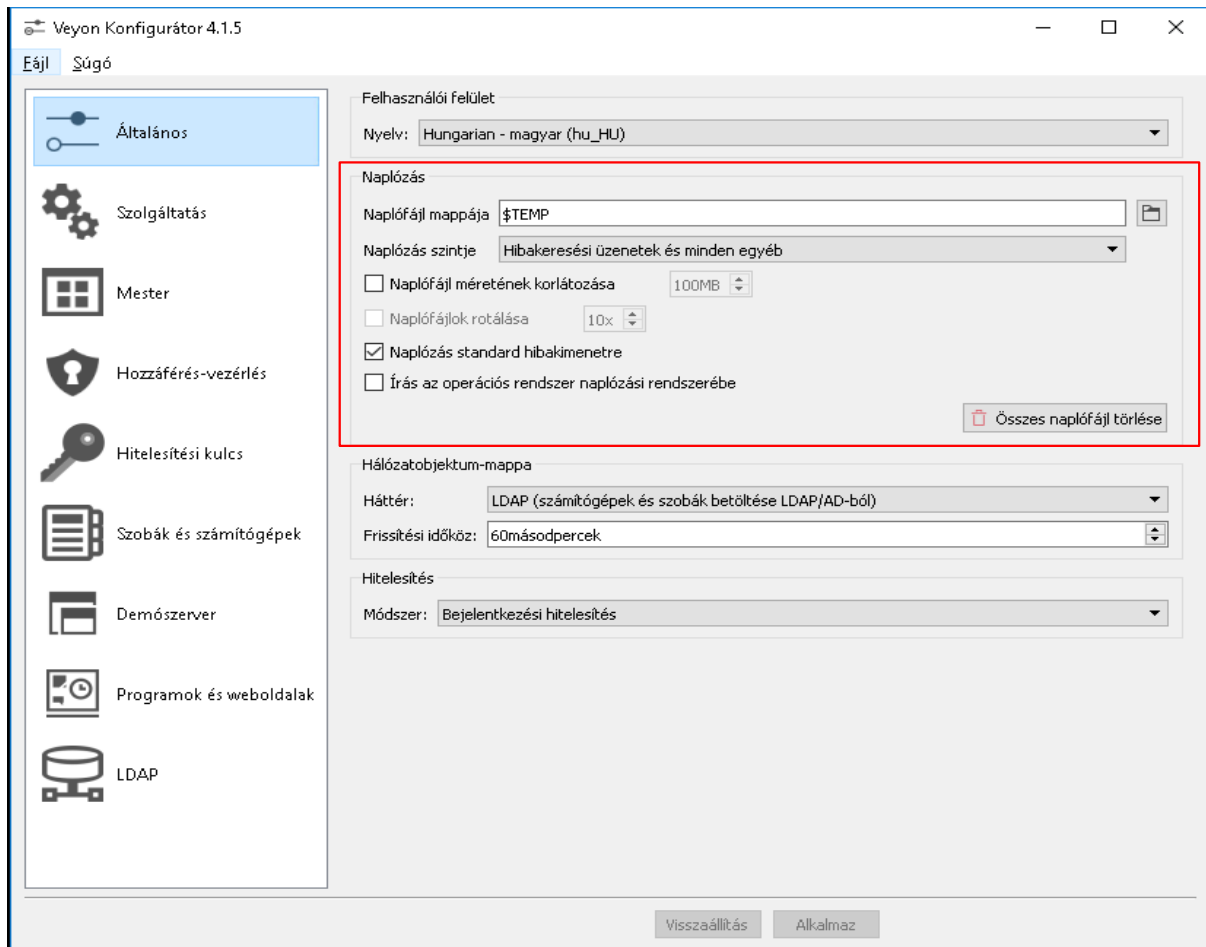 Veyon Konfigurátor 4.1.5
Fájl Súgó
Általános
Szolgáltatás
Mester
Hozzáférés-vezérlés
Hitelesítési kulcs
Szobák és számítógépek
Demószerver
Programok és weboldalak
LDAP
Felhasználói felület
Nyelv: Hungarian - magyar (hu_HU)
Naplózás
Naplófájl mappája $TEMP
Naplózás szintje Hibakeresési üzenetek és minden egyéb
Naplófájl méretének korlátozása 100MB
Naplófájlok rotálása 10x
Naplózás standard hibakimenetre
Írás az operációs rendszer naplózási rendszerébe
Összes naplófájl törlése
Hálózatobjektum-mappa
Háttér: LDAP (számítógépek és szobák betöltése LDAP/AD-ból)
Frissítési időköz: 60másodpercek
Hitelesítés
Módszer: Bejelentkezési hitelesítés
Visszaállítás Alkalmaz